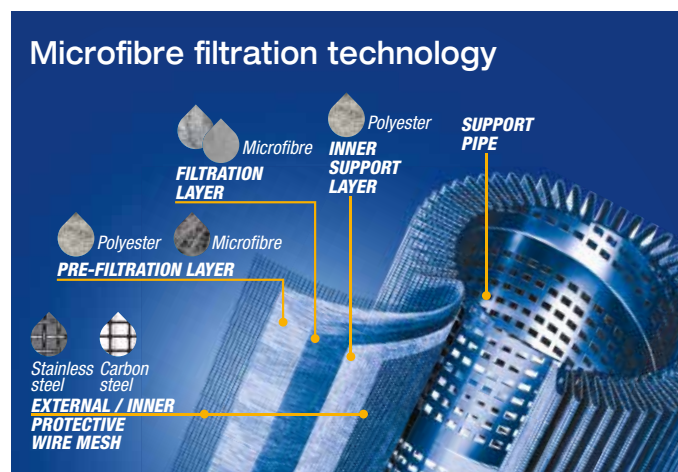 Microfibre filtration technology
Microfibre
FILTRATION
LAYER
Polyester
INNER
SUPPORT
LAYER
SUPPORT
PIPE
Polyester
Microfibre
PRE-FILTRATION LAYER
Stainless
steel
Carbon
steel
EXTERNAL / INNER
PROTECTIVE
WIRE MESH